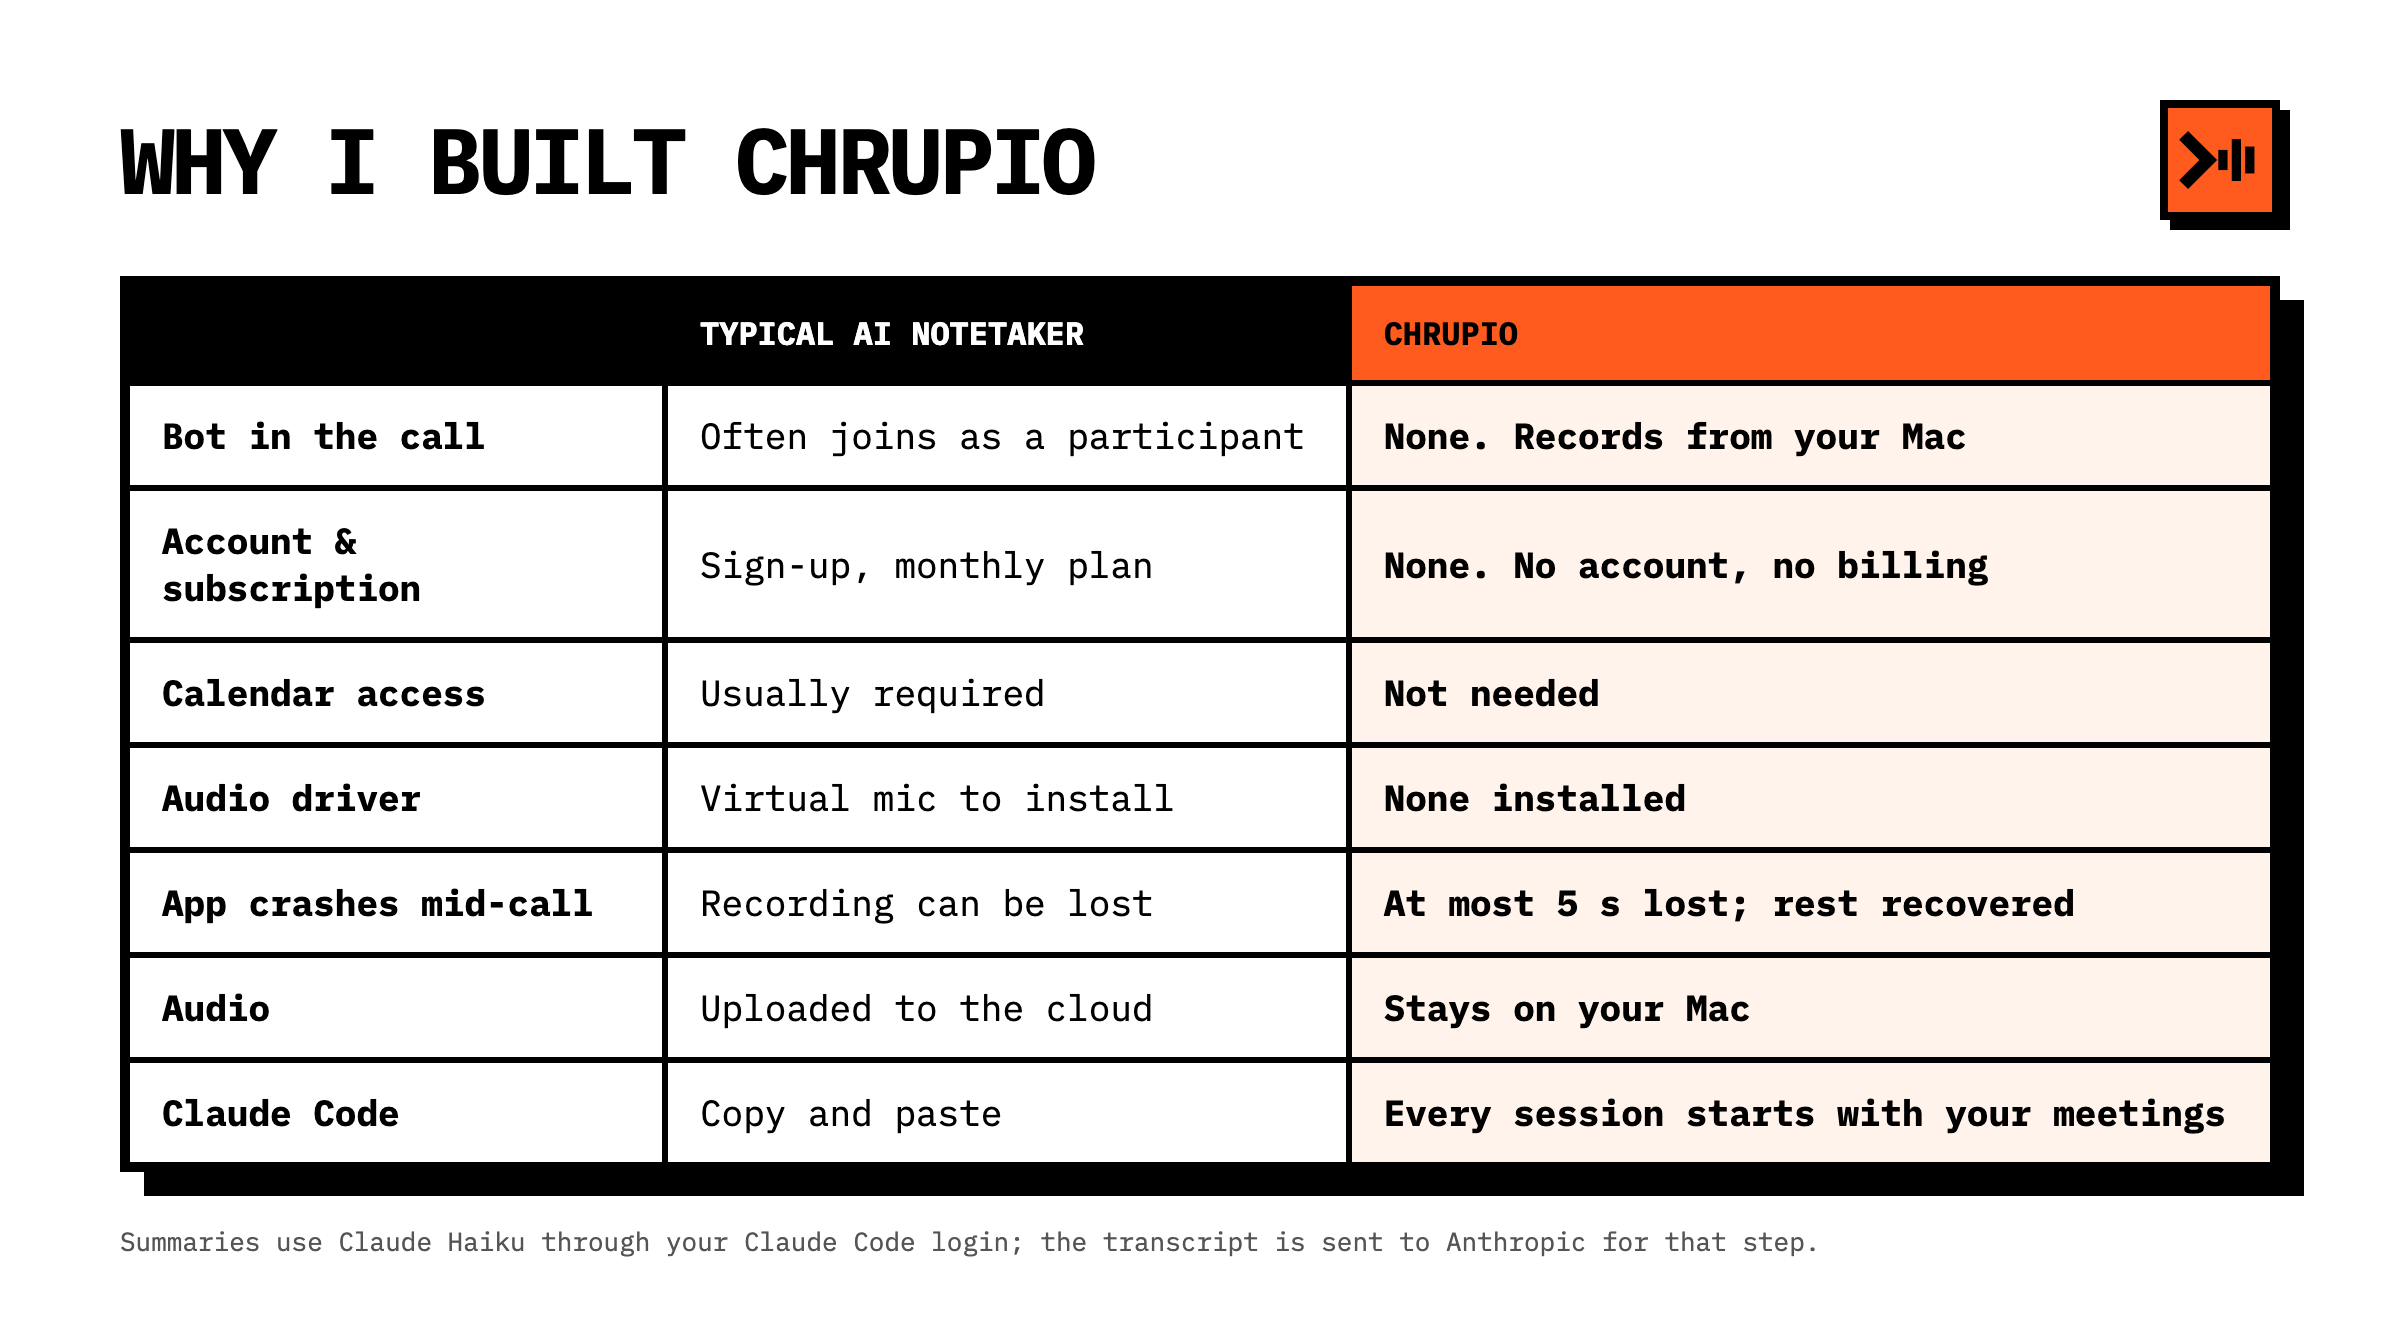 WHY I BUILT CHRUPIO
TYPICAL AI NOTETAKER
CHRUPIO
Bot in the call
Often joins as a participant
None. Records from your Mac
Account &
subscription
Sign-up, monthly plan
None. No account, no billing
Calendar access
Usually required
Not needed
Audio driver
Virtual mic to install
None installed
App crashes mid-call
Recording can be lost
At most 5 s lost; rest recovered
Audio
Uploaded to the cloud
Stays on your Mac
Claude Code
Copy and paste
Every session starts with your meetings
Summaries use Claude Haiku through your Claude Code login; the transcript is sent to Anthropic for that step.